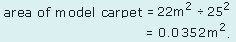 area of model carpet = 22m² ÷ 25²
= 0.0352m².